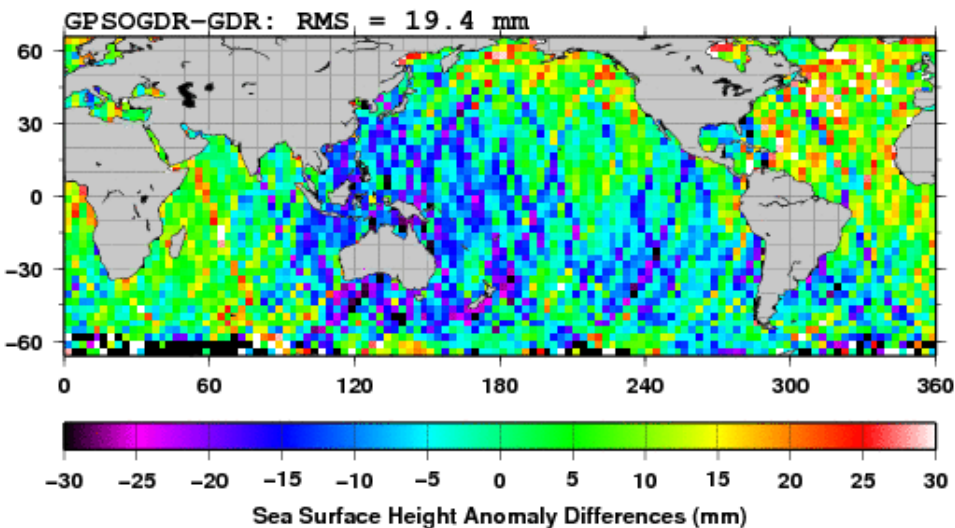 GPSOGDR-GDR: RMS = 19.4 mm
60
30
0
-30
-60
0 60 120 180 240 300 360
-30 -25 -20 -15 -10 -5 0 5 10 15 20 25 30
Sea Surface Height Anomaly Differences (mm)